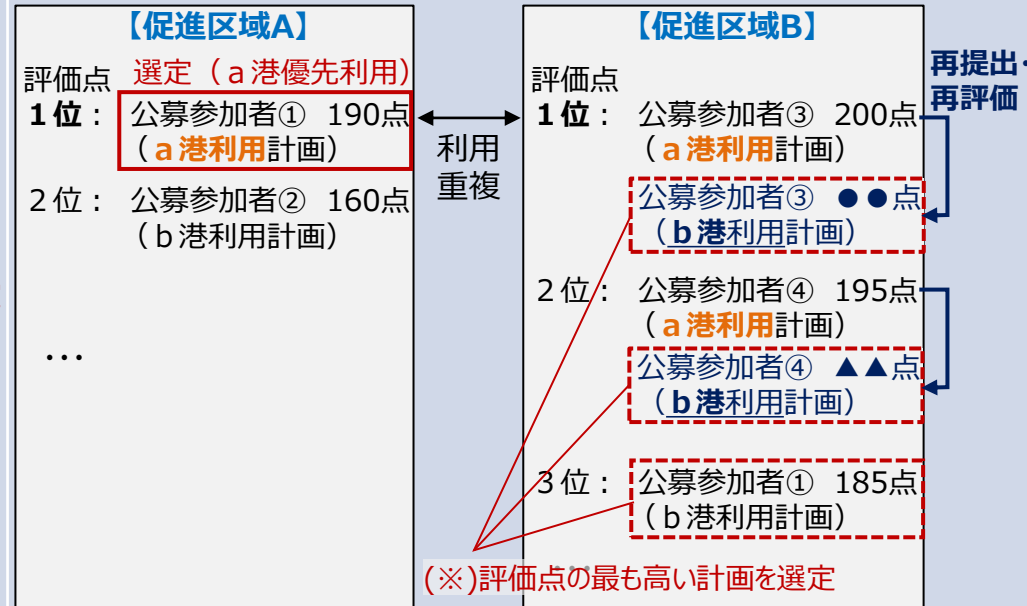 【促進区域A】
評価点 選定（a港優先利用）
1位： 公募参加者① 190点
（a港利用計画）
2位： 公募参加者② 160点
（b港利用計画）
…
利用
重複
【促進区域B】
評価点
1位： 公募参加者③ 200点
（a港利用計画）
公募参加者③ ●●点
（b港利用計画）
2位： 公募参加者④ 195点
（a港利用計画）
公募参加者④ ▲▲点
（b港利用計画）
3位： 公募参加者① 185点
（b港利用計画）
…
(※)評価点の最も高い計画を選定
再提出・
再評価